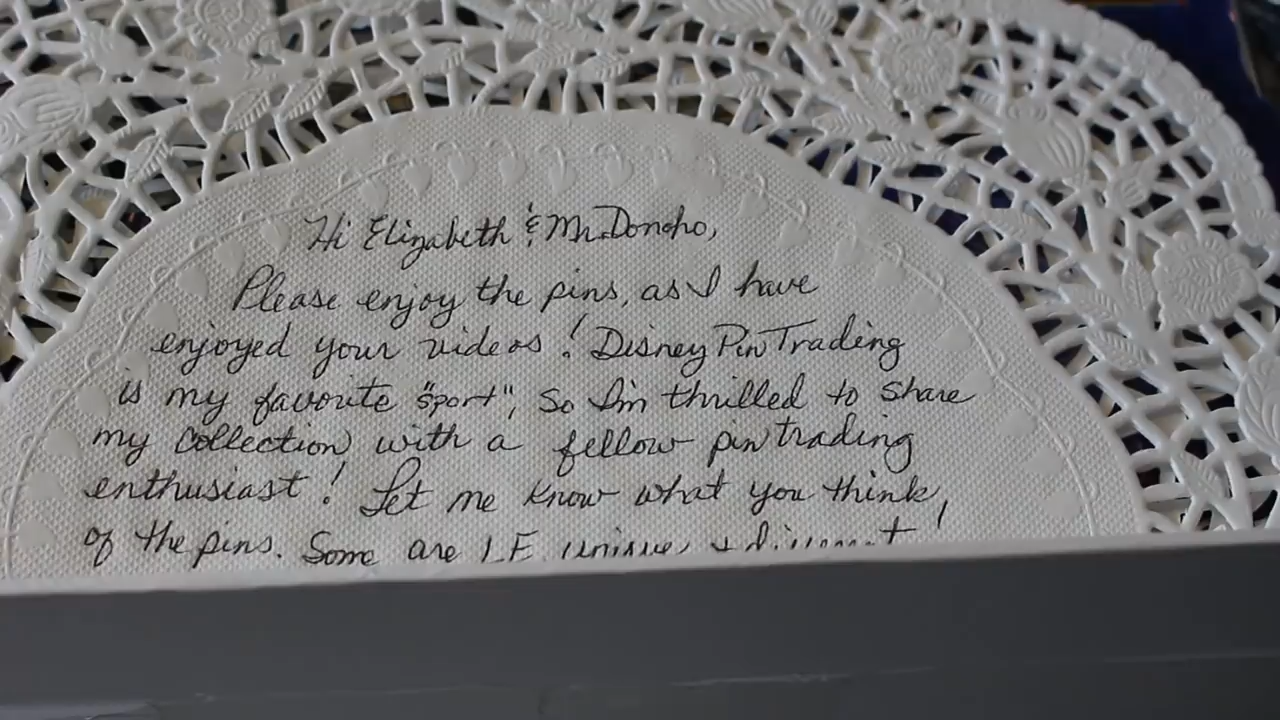 Hi Elizabeth & Mr. Donoho,
Please enjoy the pins, as I have
enjoyed your videos! Disney Pin Trading
is my favorite "sport", so I'm thrilled to share
my collection with a fellow pin trading
enthusiast! Let me know what you think
of the pins. Some are LE unique, & different!